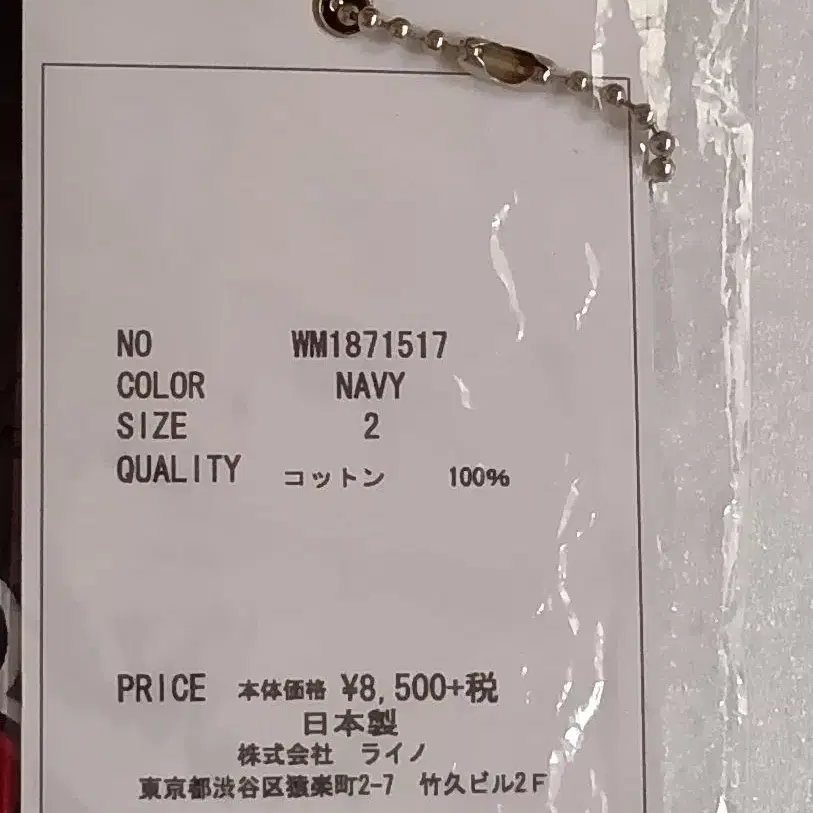 NO WM1871517
COLOR NAVY
SIZE 2
QUALITY コットン 100%
PRICE 本体価格 ¥8,500+税
日本製
株式会社 ライノ
東京都渋谷区猿楽町2-7 竹久ビル2F